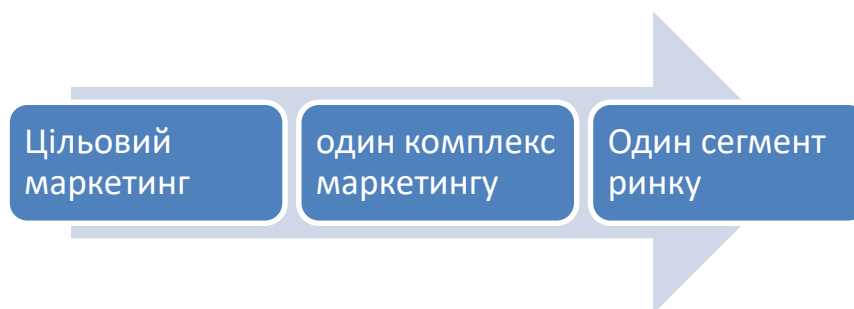 Цільовий
маркетинг
один комплекс
маркетингу
Один сегмент
ринку